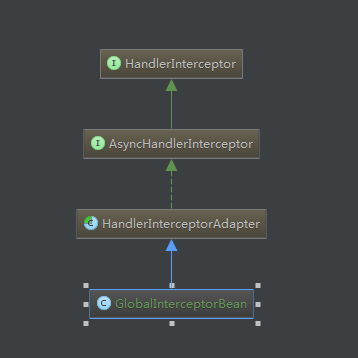 I HandlerInterceptor
I AsyncHandlerInterceptor
C HandlerInterceptorAdapter
C GlobalInterceptorBean